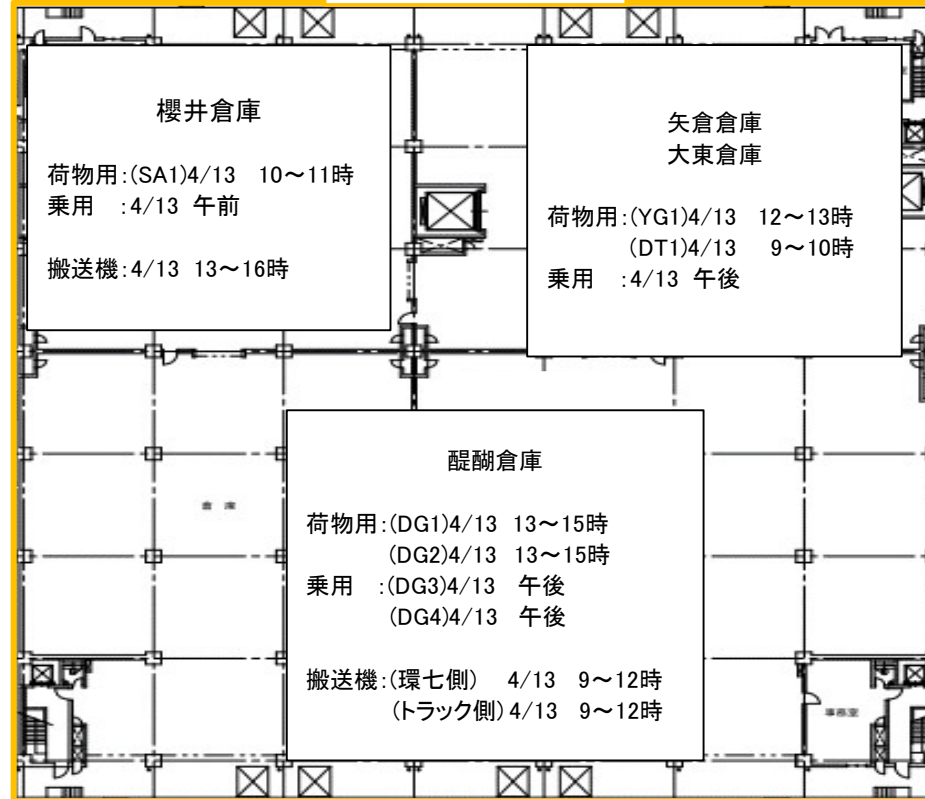 櫻井倉庫
荷物用:(SA1)4/13　10～11時
乗用　:4/13 午前
搬送機:4/13 13～16時
矢倉倉庫
大東倉庫
荷物用:(YG1)4/13　12～13時
(DT1)4/13　9～10時
乗用　:4/13 午後
醍醐倉庫
荷物用:(DG1)4/13　13～15時
(DG2)4/13　13～15時
乗用　:(DG3)4/13　午後
(DG4)4/13　午後
搬送機:(環七側)　4/13　9～12時
(トラック側)4/13　9～12時
倉 庫
事務室